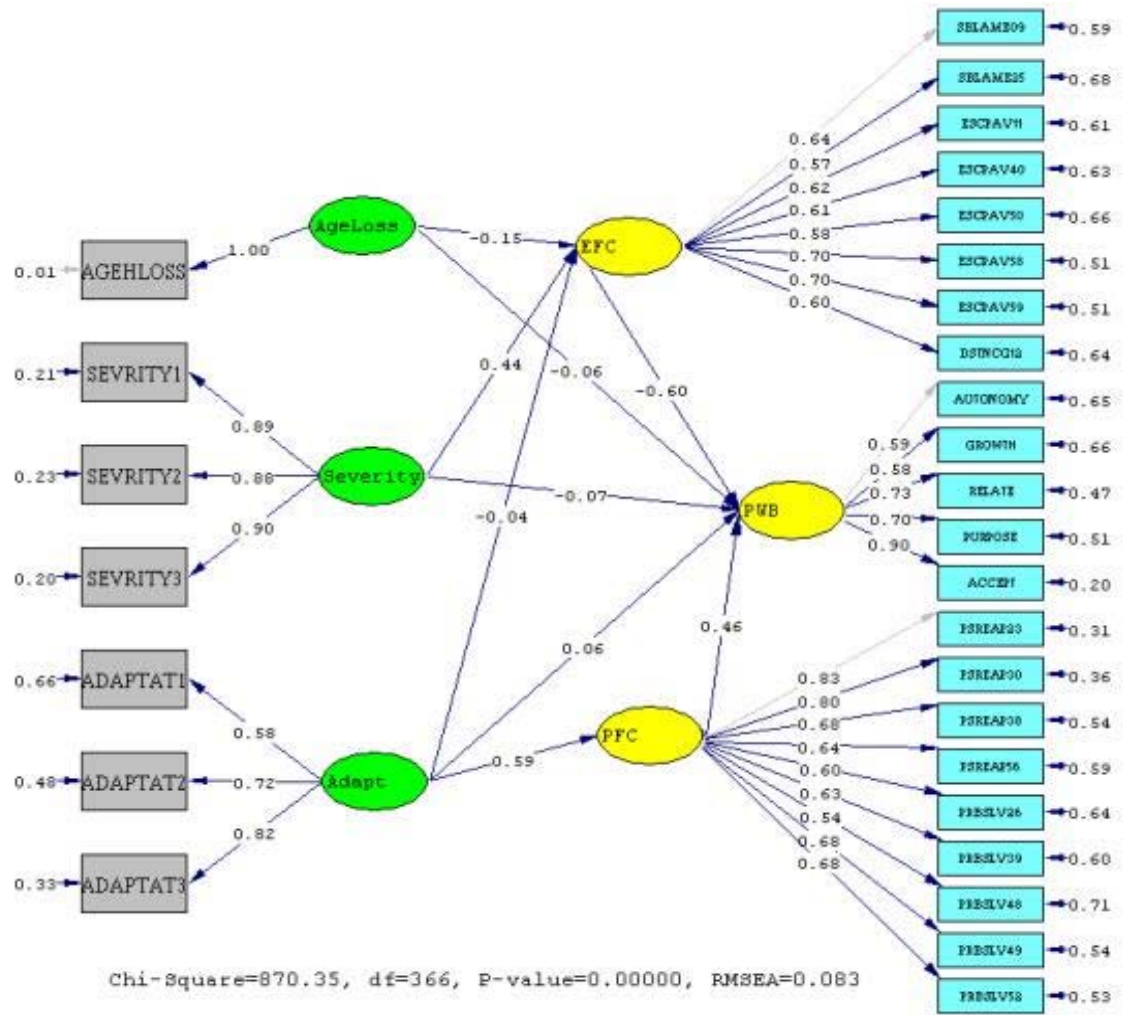 SBLAME09 0.59
SBLAME25 0.68
ESCPAV11 0.61
ESCPAV40 0.63
ESCPAV50 0.66
ESCPAV58 0.51
ESCPAV59 0.51
DSTNCG12 0.64
AUTONOMY 0.65
GROWTH 0.66
RELATE 0.47
PURPOSE 0.51
ACCEPT 0.20
PSREAP23 0.31
PSREAP30 0.36
PSREAP38 0.54
PSREAP56 0.59
PRBSLV26 0.64
PRBSLV39 0.60
PRBSLV48 0.71
PRBSLV49 0.54
PRBSLV52 0.53
0.64
0.57
0.62
0.61
0.58
0.70
0.70
0.60
0.59
0.58
0.73
0.70
0.90
0.83
0.80
0.68
0.64
0.60
0.63
0.54
0.68
0.68
EFC
PWB
PFC
-0.15
0.44
-0.06
-0.60
-0.04
-0.07
0.06
0.46
0.59
AgeLoss
Severity
Adapt
1.00
0.89
0.88
0.90
0.58
0.72
0.82
0.01 AGEHLOSS
0.21 SEVRITY1
0.23 SEVRITY2
0.20 SEVRITY3
0.66 ADAPTAT1
0.48 ADAPTAT2
0.33 ADAPTAT3
Chi-Square=870.35, df=366, P-value=0.00000, RMSEA=0.083